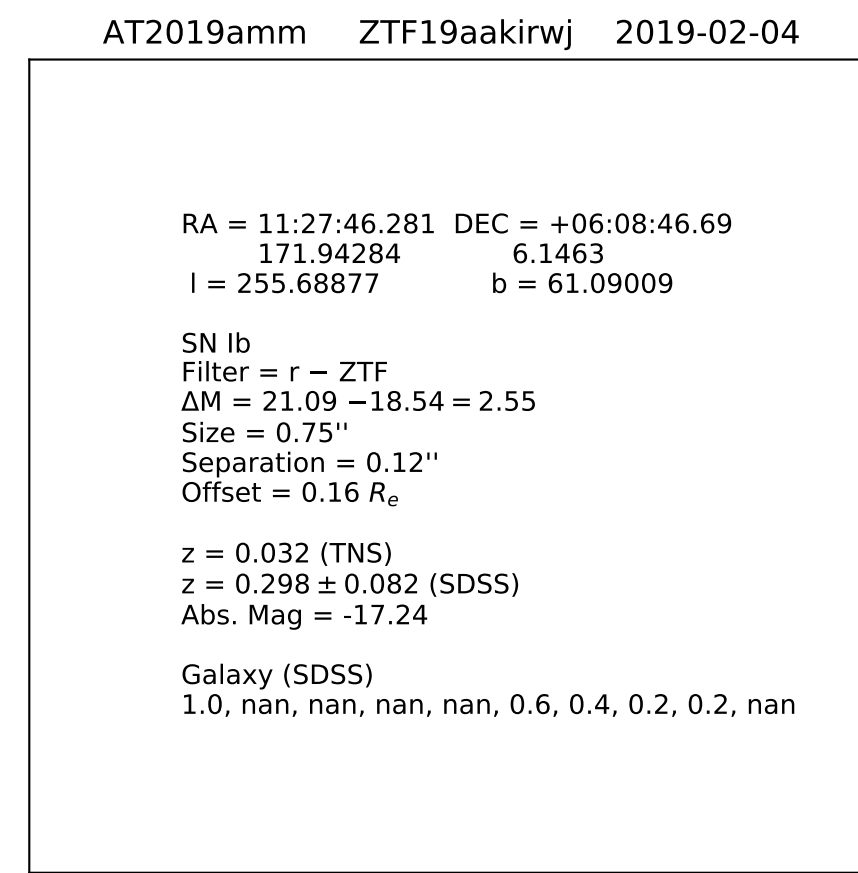 AT2019amm ZTF19aakirwj 2019-02-04
RA = 11:27:46.281 DEC = +06:08:46.69
171.94284 6.1463
l = 255.68877 b = 61.09009
SN Ib
Filter = r − ZTF
ΔM = 21.09 −18.54 = 2.55
Size = 0.75''
Separation = 0.12''
Offset = 0.16 Rₑ
z = 0.032 (TNS)
z = 0.298 ± 0.082 (SDSS)
Abs. Mag = -17.24
Galaxy (SDSS)
1.0, nan, nan, nan, nan, 0.6, 0.4, 0.2, 0.2, nan